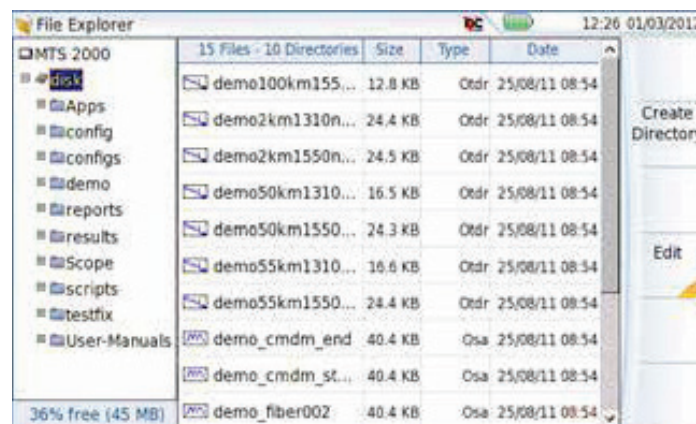 File Explorer
DC
12:26 01/03/2012
MTS 2000
disk
Apps
config
configs
demo
reports
results
Scope
scripts
testfix
User-Manuals
36% free (45 MB)
15 Files - 10 Directories Size Type Date
demo100km155... 12.8 KB Otdr 25/08/11 08:54
demo2km1310n... 24.4 KB Otdr 25/08/11 08:54
demo2km1550n... 24.5 KB Otdr 25/08/11 08:54
demo50km1310... 16.5 KB Otdr 25/08/11 08:54
demo50km1550... 24.3 KB Otdr 25/08/11 08:54
demo55km1310... 16.6 KB Otdr 25/08/11 08:54
demo55km1550... 24.4 KB Otdr 25/08/11 08:54
demo_cmdm_end 40.4 KB Osa 25/08/11 08:54
demo_cmdm_st... 40.4 KB Osa 25/08/11 08:54
demo_fiber002 40.4 KB Osa 25/08/11 08:54
Create
Directory
Edit